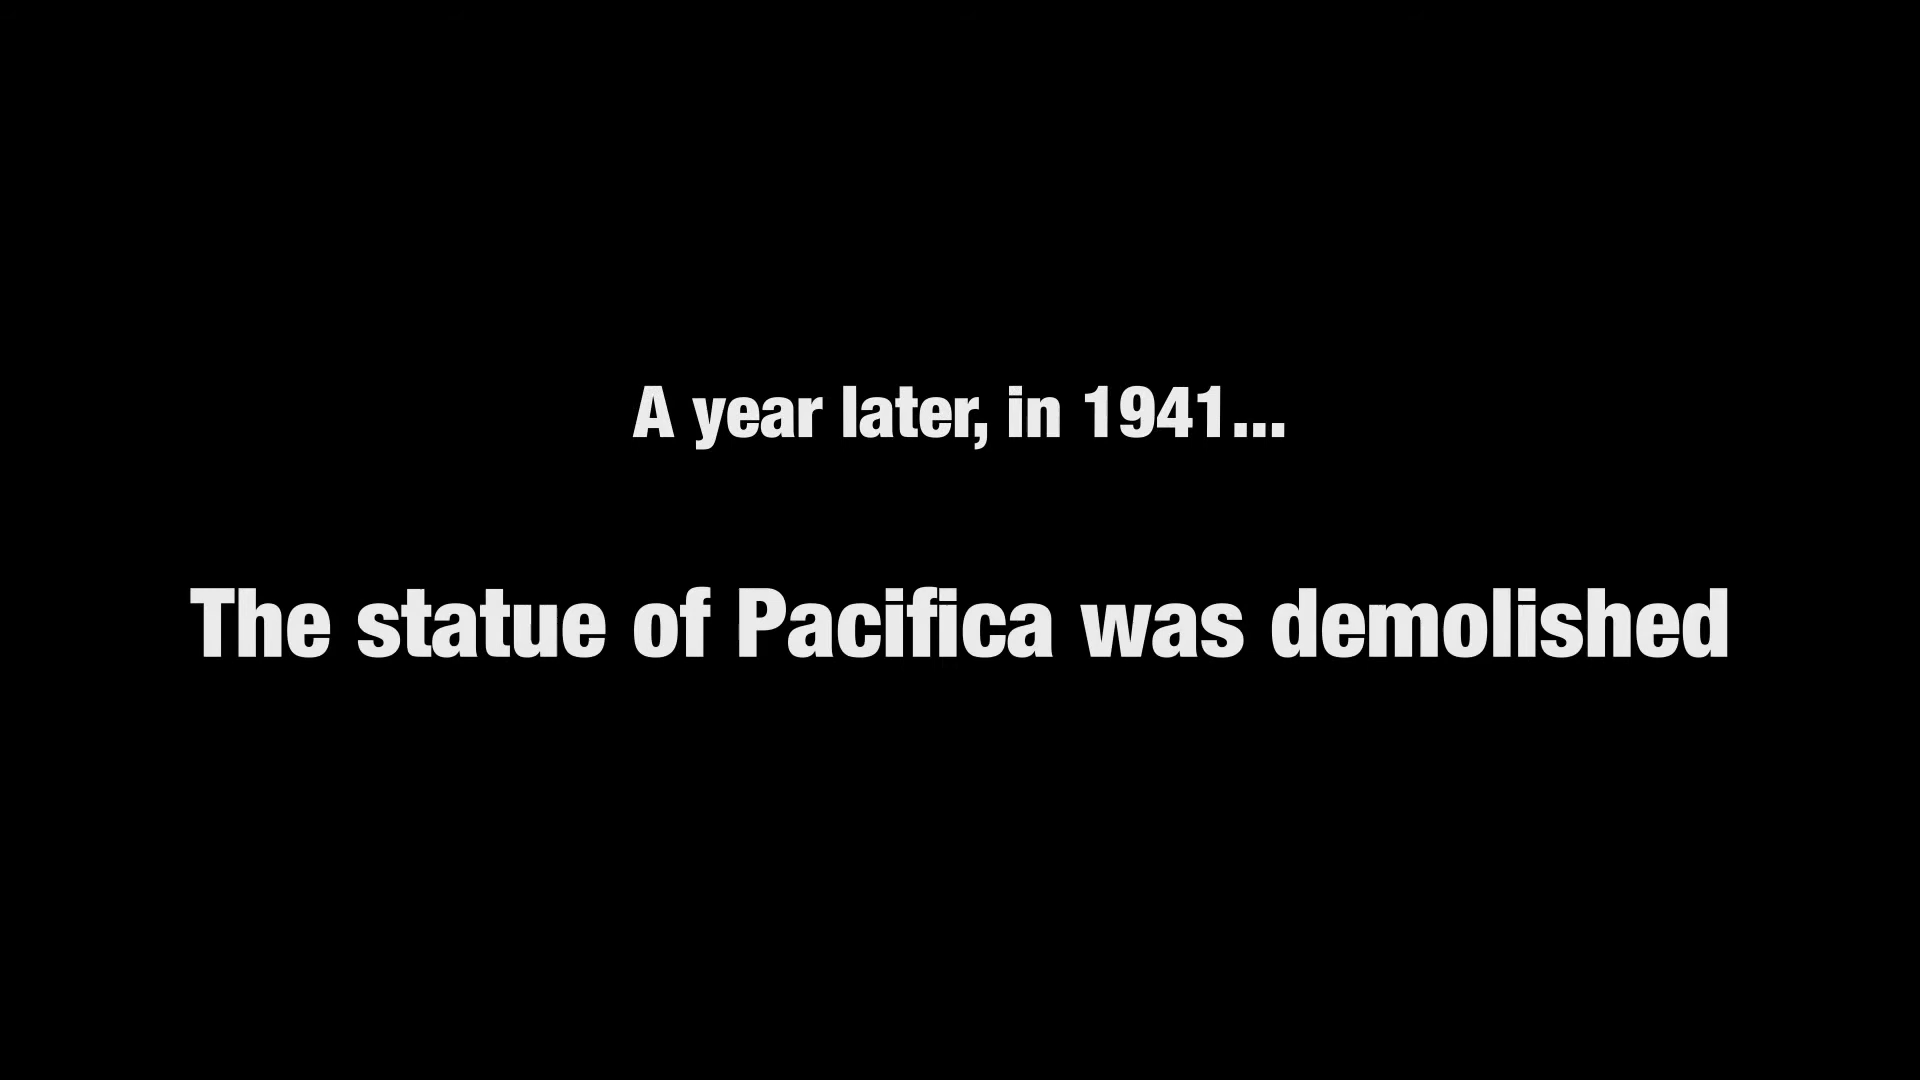 A year later, in 1941...
The statue of Pacifica was demolished